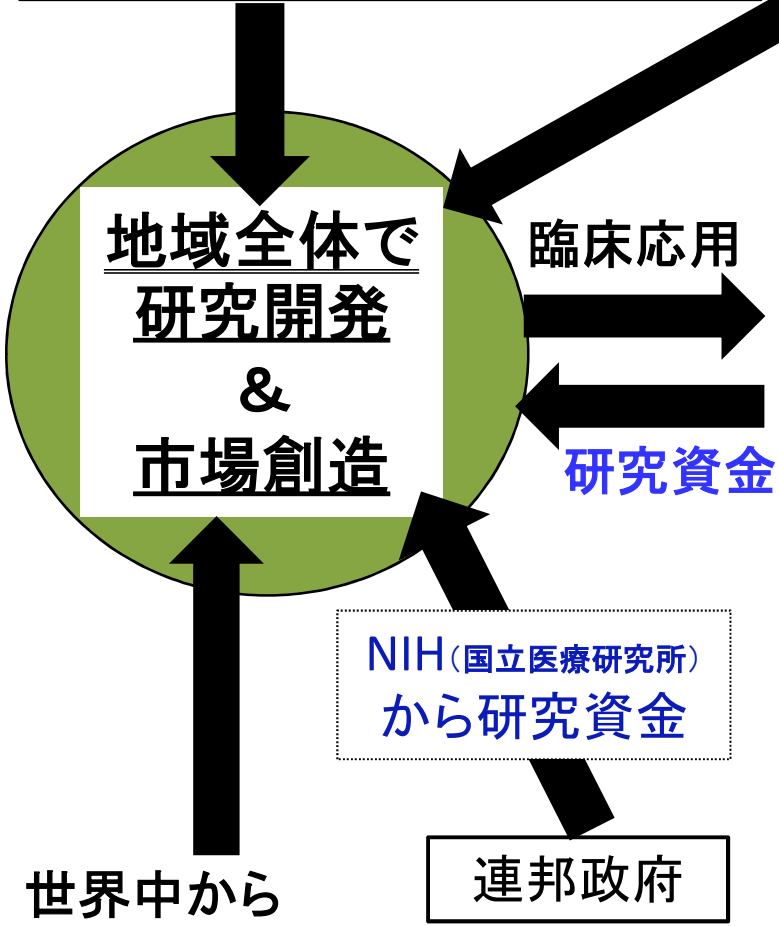 地域全体で
研究開発
&
市場創造
臨床応用
研究資金
NIH(国立医療研究所)
から研究資金
連邦政府
世界中から